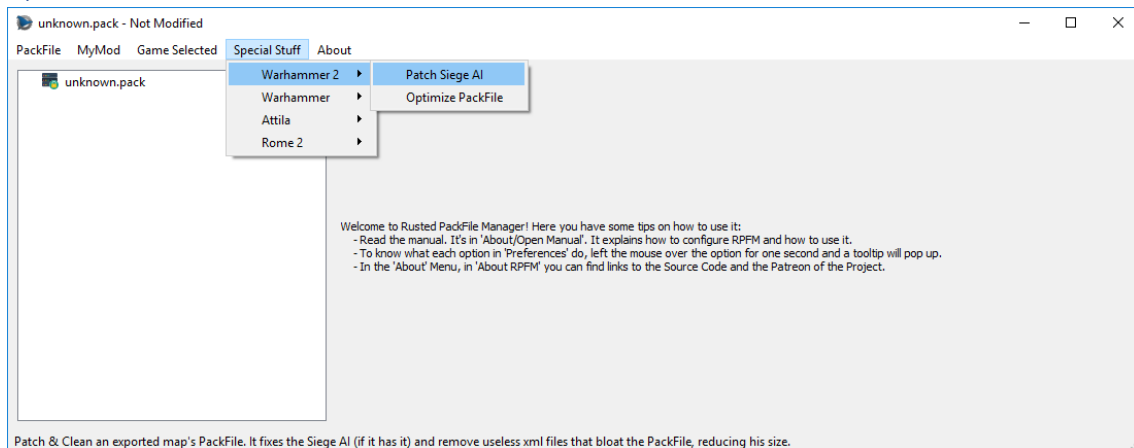 unknown.pack - Not Modified
PackFile MyMod Game Selected Special Stuff About
unknown.pack
Warhammer 2
Patch Siege AI
Warhammer
Optimize PackFile
Attila
Rome 2
Welcome to Rusted PackFile Manager! Here you have some tips on how to use it:
- Read the manual. It's in 'About/Open Manual'. It explains how to configure RPFM and how to use it.
- To know what each option in 'Preferences' do, left the mouse over the option for one second and a tooltip will pop up.
- In the 'About' Menu, in 'About RPFM' you can find links to the Source Code and the Patreon of the Project.
Patch & Clean an exported map's PackFile. It fixes the Siege AI (if it has it) and remove useless xml files that bloat the PackFile, reducing his size.